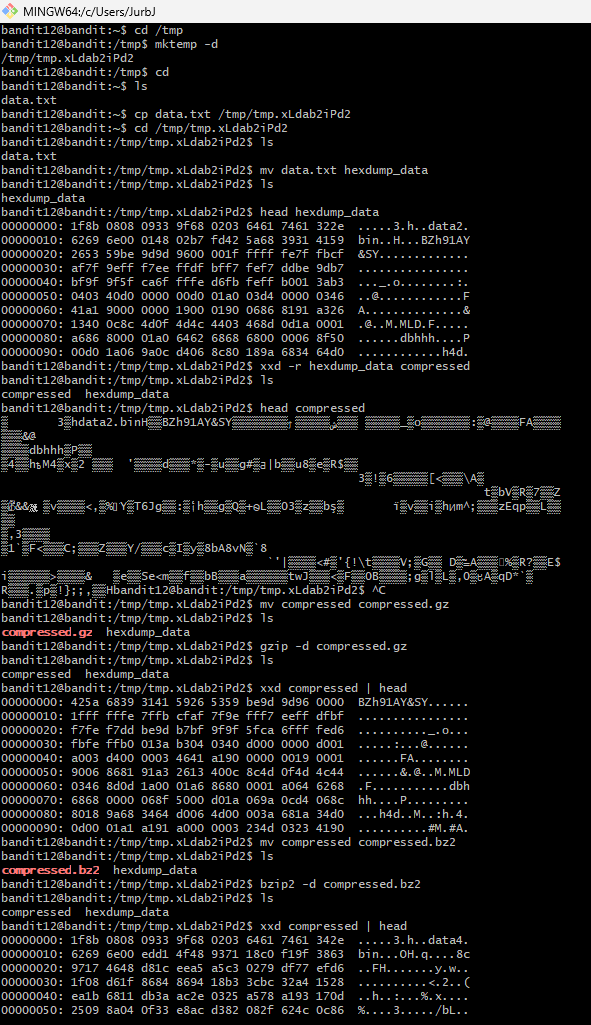 MINGW64:/c/Users/JurbJ
bandit12@bandit:~$ cd /tmp
bandit12@bandit:/tmp$ mktemp -d
/tmp/tmp.xLdab2iPd2
bandit12@bandit:/tmp$ cd
bandit12@bandit:~$ ls
data.txt
bandit12@bandit:~$ cp data.txt /tmp/tmp.xLdab2iPd2
bandit12@bandit:~$ cd /tmp/tmp.xLdab2iPd2
bandit12@bandit:/tmp/tmp.xLdab2iPd2$ ls
data.txt
bandit12@bandit:/tmp/tmp.xLdab2iPd2$ mv data.txt hexdump_data
bandit12@bandit:/tmp/tmp.xLdab2iPd2$ ls
hexdump_data
bandit12@bandit:/tmp/tmp.xLdab2iPd2$ head hexdump_data
00000000: 1f8b 0808 0933 9f68 0203 6461 7461 322e  .....3.h..data2.
00000010: 6269 6e00 0148 02b7 fd42 5a68 3931 4159  bin..H...BZh91AY
00000020: 2653 59be 9d9d 9600 001f ffff fe7f fbcf  &SY.............
00000030: af7f 9eff f7ee ffdf bff7 fef7 ddbe 9db7  ................
00000040: bf9f 9f5f ca6f fffe d6fb feff b001 3ab3  ..._.o........:.
00000050: 0403 40d0 0000 00d0 01a0 03d4 0000 0346  ..@............F
00000060: 41a1 9000 0000 1900 0190 0686 8191 a326  A..............&
00000070: 1340 0c8c 4d0f 4d4c 4403 468d 0d1a 0001  .@..M.MLD.F.....
00000080: a686 8000 01a0 6462 6868 6800 0006 8f50  ......dbhhh....P
00000090: 00d0 1a06 9a0c d406 8c80 189a 6834 64d0  ............h4d.
bandit12@bandit:/tmp/tmp.xLdab2iPd2$ xxd -r hexdump_data compressed
bandit12@bandit:/tmp/tmp.xLdab2iPd2$ ls
compressed  hexdump_data
bandit12@bandit:/tmp/tmp.xLdab2iPd2$ head compressed
bandit12@bandit:/tmp/tmp.xLdab2iPd2$ ^C
bandit12@bandit:/tmp/tmp.xLdab2iPd2$ mv compressed compressed.gz
bandit12@bandit:/tmp/tmp.xLdab2iPd2$ ls
compressed.gz  hexdump_data
bandit12@bandit:/tmp/tmp.xLdab2iPd2$ gzip -d compressed.gz
bandit12@bandit:/tmp/tmp.xLdab2iPd2$ ls
compressed  hexdump_data
bandit12@bandit:/tmp/tmp.xLdab2iPd2$ xxd compressed | head
00000000: 425a 6839 3141 5926 5359 be9d 9d96 0000  BZh91AY&SY......
00000010: 1fff fffe 7ffb cfaf 7f9e fff7 eeff dfbf  ................
00000020: f7fe f7dd be9d b7bf 9f9f 5fca 6fff fed6  .........._.o...
00000030: fbfe ffb0 013a b304 0340 d000 0000 d001  .....:...@......
00000040: a003 d400 0003 4641 a190 0000 0019 0001  ......FA........
00000050: 9006 8681 91a3 2613 400c 8c4d 0f4d 4c44  ......&.@..M.MLD
00000060: 0346 8d0d 1a00 01a6 8680 0001 a064 6268  .F...........dbh
00000070: 6868 0000 068f 5000 d01a 069a 0cd4 068c  hh....P.........
00000080: 8018 9a68 3464 d006 4d00 003a 681a 34d0  ...h4d..M..:h.4.
00000090: 0d00 01a1 a191 a000 0003 234d 0323 4190  ..........#M.#A.
bandit12@bandit:/tmp/tmp.xLdab2iPd2$ mv compressed compressed.bz2
bandit12@bandit:/tmp/tmp.xLdab2iPd2$ ls
compressed.bz2  hexdump_data
bandit12@bandit:/tmp/tmp.xLdab2iPd2$ bzip2 -d compressed.bz2
bandit12@bandit:/tmp/tmp.xLdab2iPd2$ ls
compressed  hexdump_data
bandit12@bandit:/tmp/tmp.xLdab2iPd2$ xxd compressed | head
00000000: 1f8b 0808 0933 9f68 0203 6461 7461 342e  .....3.h..data4.
00000010: 6269 6e00 edd1 4f48 9371 18c0 f19f 3863  bin...OH.q....8c
00000020: 9717 4648 d81c eea5 a5c3 0279 df77 efd6  ..FH.......y.w..
00000030: 1f08 d61f 8684 8694 18b3 3cbc 32a4 1528  ..........<.2..(
00000040: ea1b 6811 db3a ac2e 0325 a578 a193 170d  ..h..:...%.x....
00000050: 2509 8a04 0f33 e8ac d382 082f 624c 0c86  %....3...../bL..